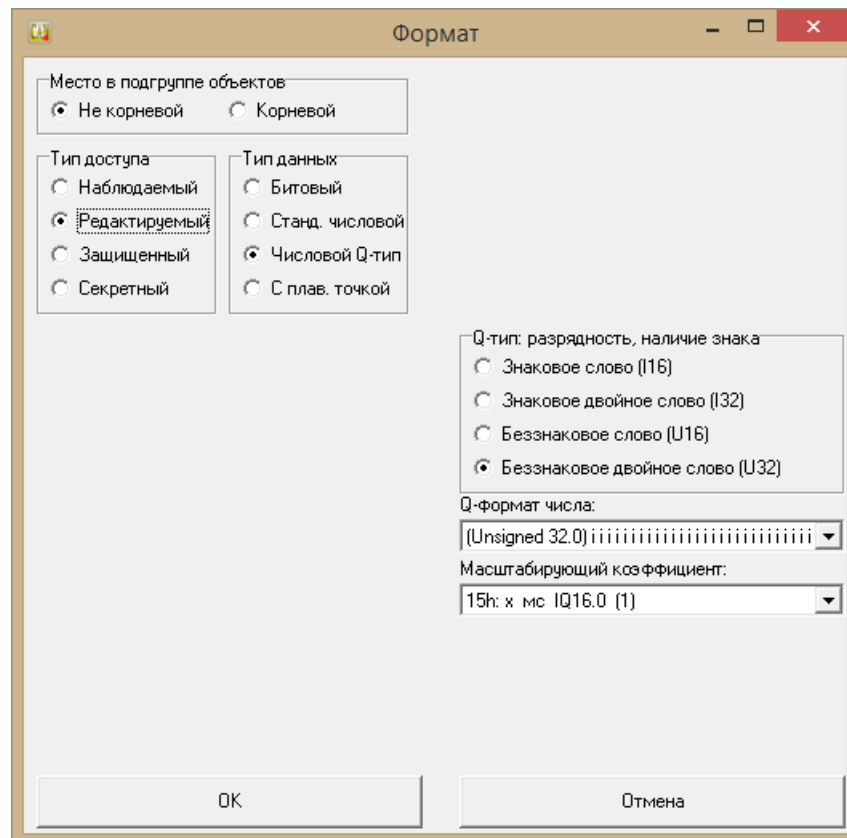 Формат
Место в подгруппе объектов
Не корневой
Корневой
Тип доступа
Наблюдаемый
Редактируемый
Защищенный
Секретный
Тип данных
Битовый
Станд. числовой
Числовой Q-тип
С плав. точкой
Q-тип: разрядность, наличие знака
Знаковое слово (I16)
Знаковое двойное слово (I32)
Беззнаковое слово (U16)
Беззнаковое двойное слово (U32)
Q-формат числа:
(Unsigned 32.0) i i i i i i i i i i i i i i i i i i i i i i i i i i i i
Масштабирующий коэффициент:
15h: x мс IQ16.0 (1)
OK
Отмена